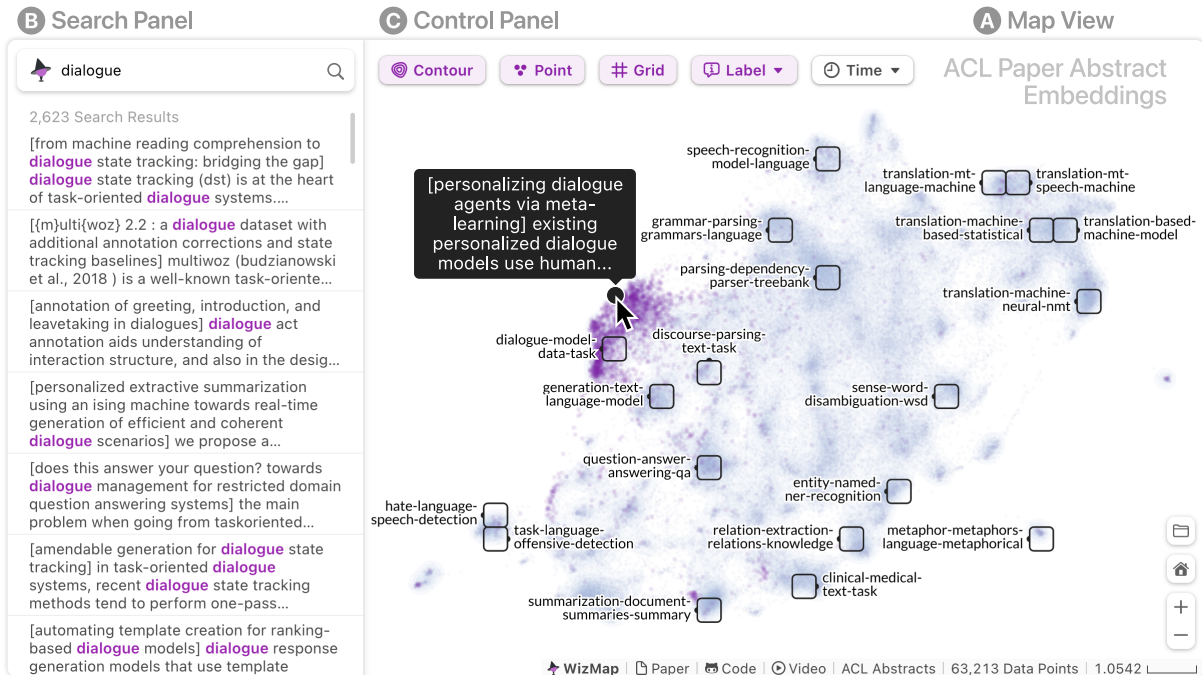 B Search Panel
C Control Panel
A Map View
dialogue
Contour
Point
Grid
Label
Time
ACL Paper Abstract
Embeddings
2,623 Search Results
[from machine reading comprehension to
dialogue state tracking: bridging the gap]
dialogue state tracking (dst) is at the heart
of task-oriented dialogue systems....
[{m}ulti{woz} 2.2 : a dialogue dataset with
additional annotation corrections and state
tracking baselines] multiwoz (budzianowski
et al., 2018 ) is a well-known task-oriente...
[annotation of greeting, introduction, and
leavetaking in dialogues] dialogue act
annotation aids understanding of
interaction structure, and also in the desig...
[personalized extractive summarization
using an ising machine towards real-time
generation of efficient and coherent
dialogue scenarios] we propose a...
[does this answer your question? towards
dialogue management for restricted domain
question answering systems] the main
problem when going from taskoriented...
[amendable generation for dialogue state
tracking] in task-oriented dialogue
systems, recent dialogue state tracking
methods tend to perform one-pass...
[automating template creation for ranking-
based dialogue models] dialogue response
generation models that use template
[personalizing dialogue
agents via meta-
learning] existing
personalized dialogue
models use human...
speech-recognition-
model-language
translation-mt-
language-machine
translation-mt-
speech-machine
grammar-parsing-
grammars-language
translation-machine-
based-statistical
translation-based-
machine-model
parsing-dependency-
parser-treebank
translation-machine-
neural-nmt
dialogue-model-
data-task
discourse-parsing-
text-task
generation-text-
language-model
sense-word-
disambiguation-wsd
question-answer-
answering-qa
entity-named-
ner-recognition
hate-language-
speech-detection
task-language-
offensive-detection
relation-extraction-
relations-knowledge
metaphor-metaphors-
language-metaphorical
clinical-medical-
text-task
summarization-document-
summaries-summary
WizMap
Paper
Code
Video
ACL Abstracts
63,213 Data Points
1.0542